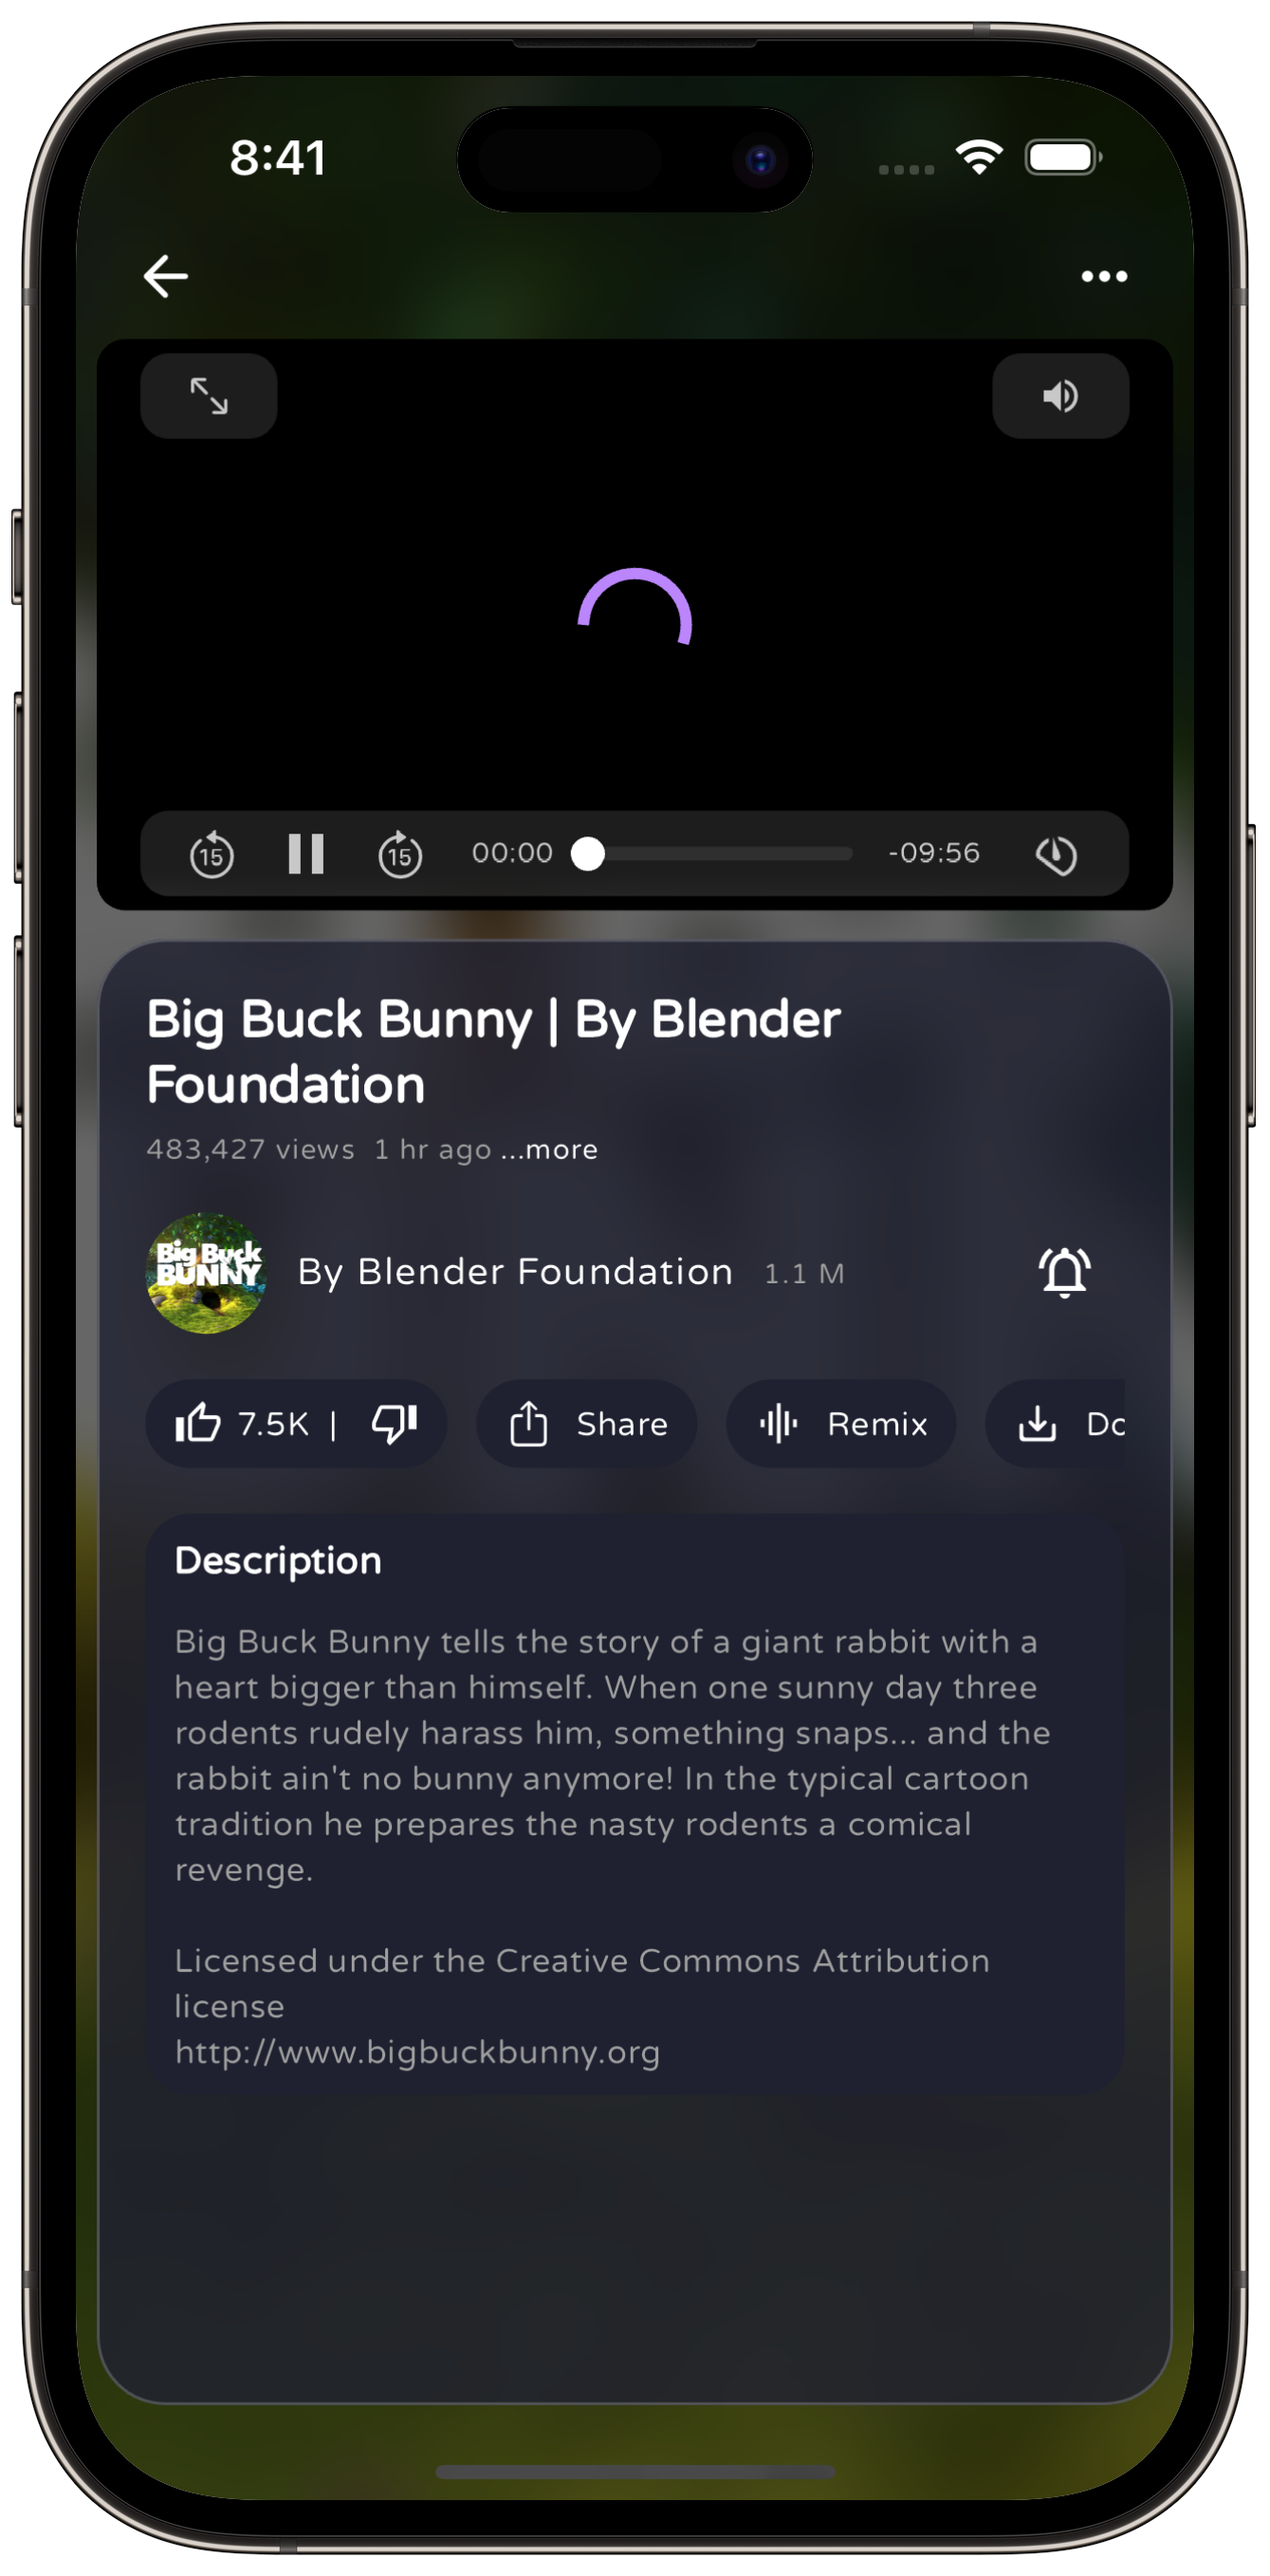 8:41
15 15 00:00 -09:56
Big Buck Bunny | By Blender
Foundation
483,427 views 1 hr ago ...more
Big Buck
BUNNY
By Blender Foundation 1.1 M
7.5K | Share Remix Do
Description
Big Buck Bunny tells the story of a giant rabbit with a
heart bigger than himself. When one sunny day three
rodents rudely harass him, something snaps... and the
rabbit ain't no bunny anymore! In the typical cartoon
tradition he prepares the nasty rodents a comical
revenge.
Licensed under the Creative Commons Attribution
license
http://www.bigbuckbunny.org